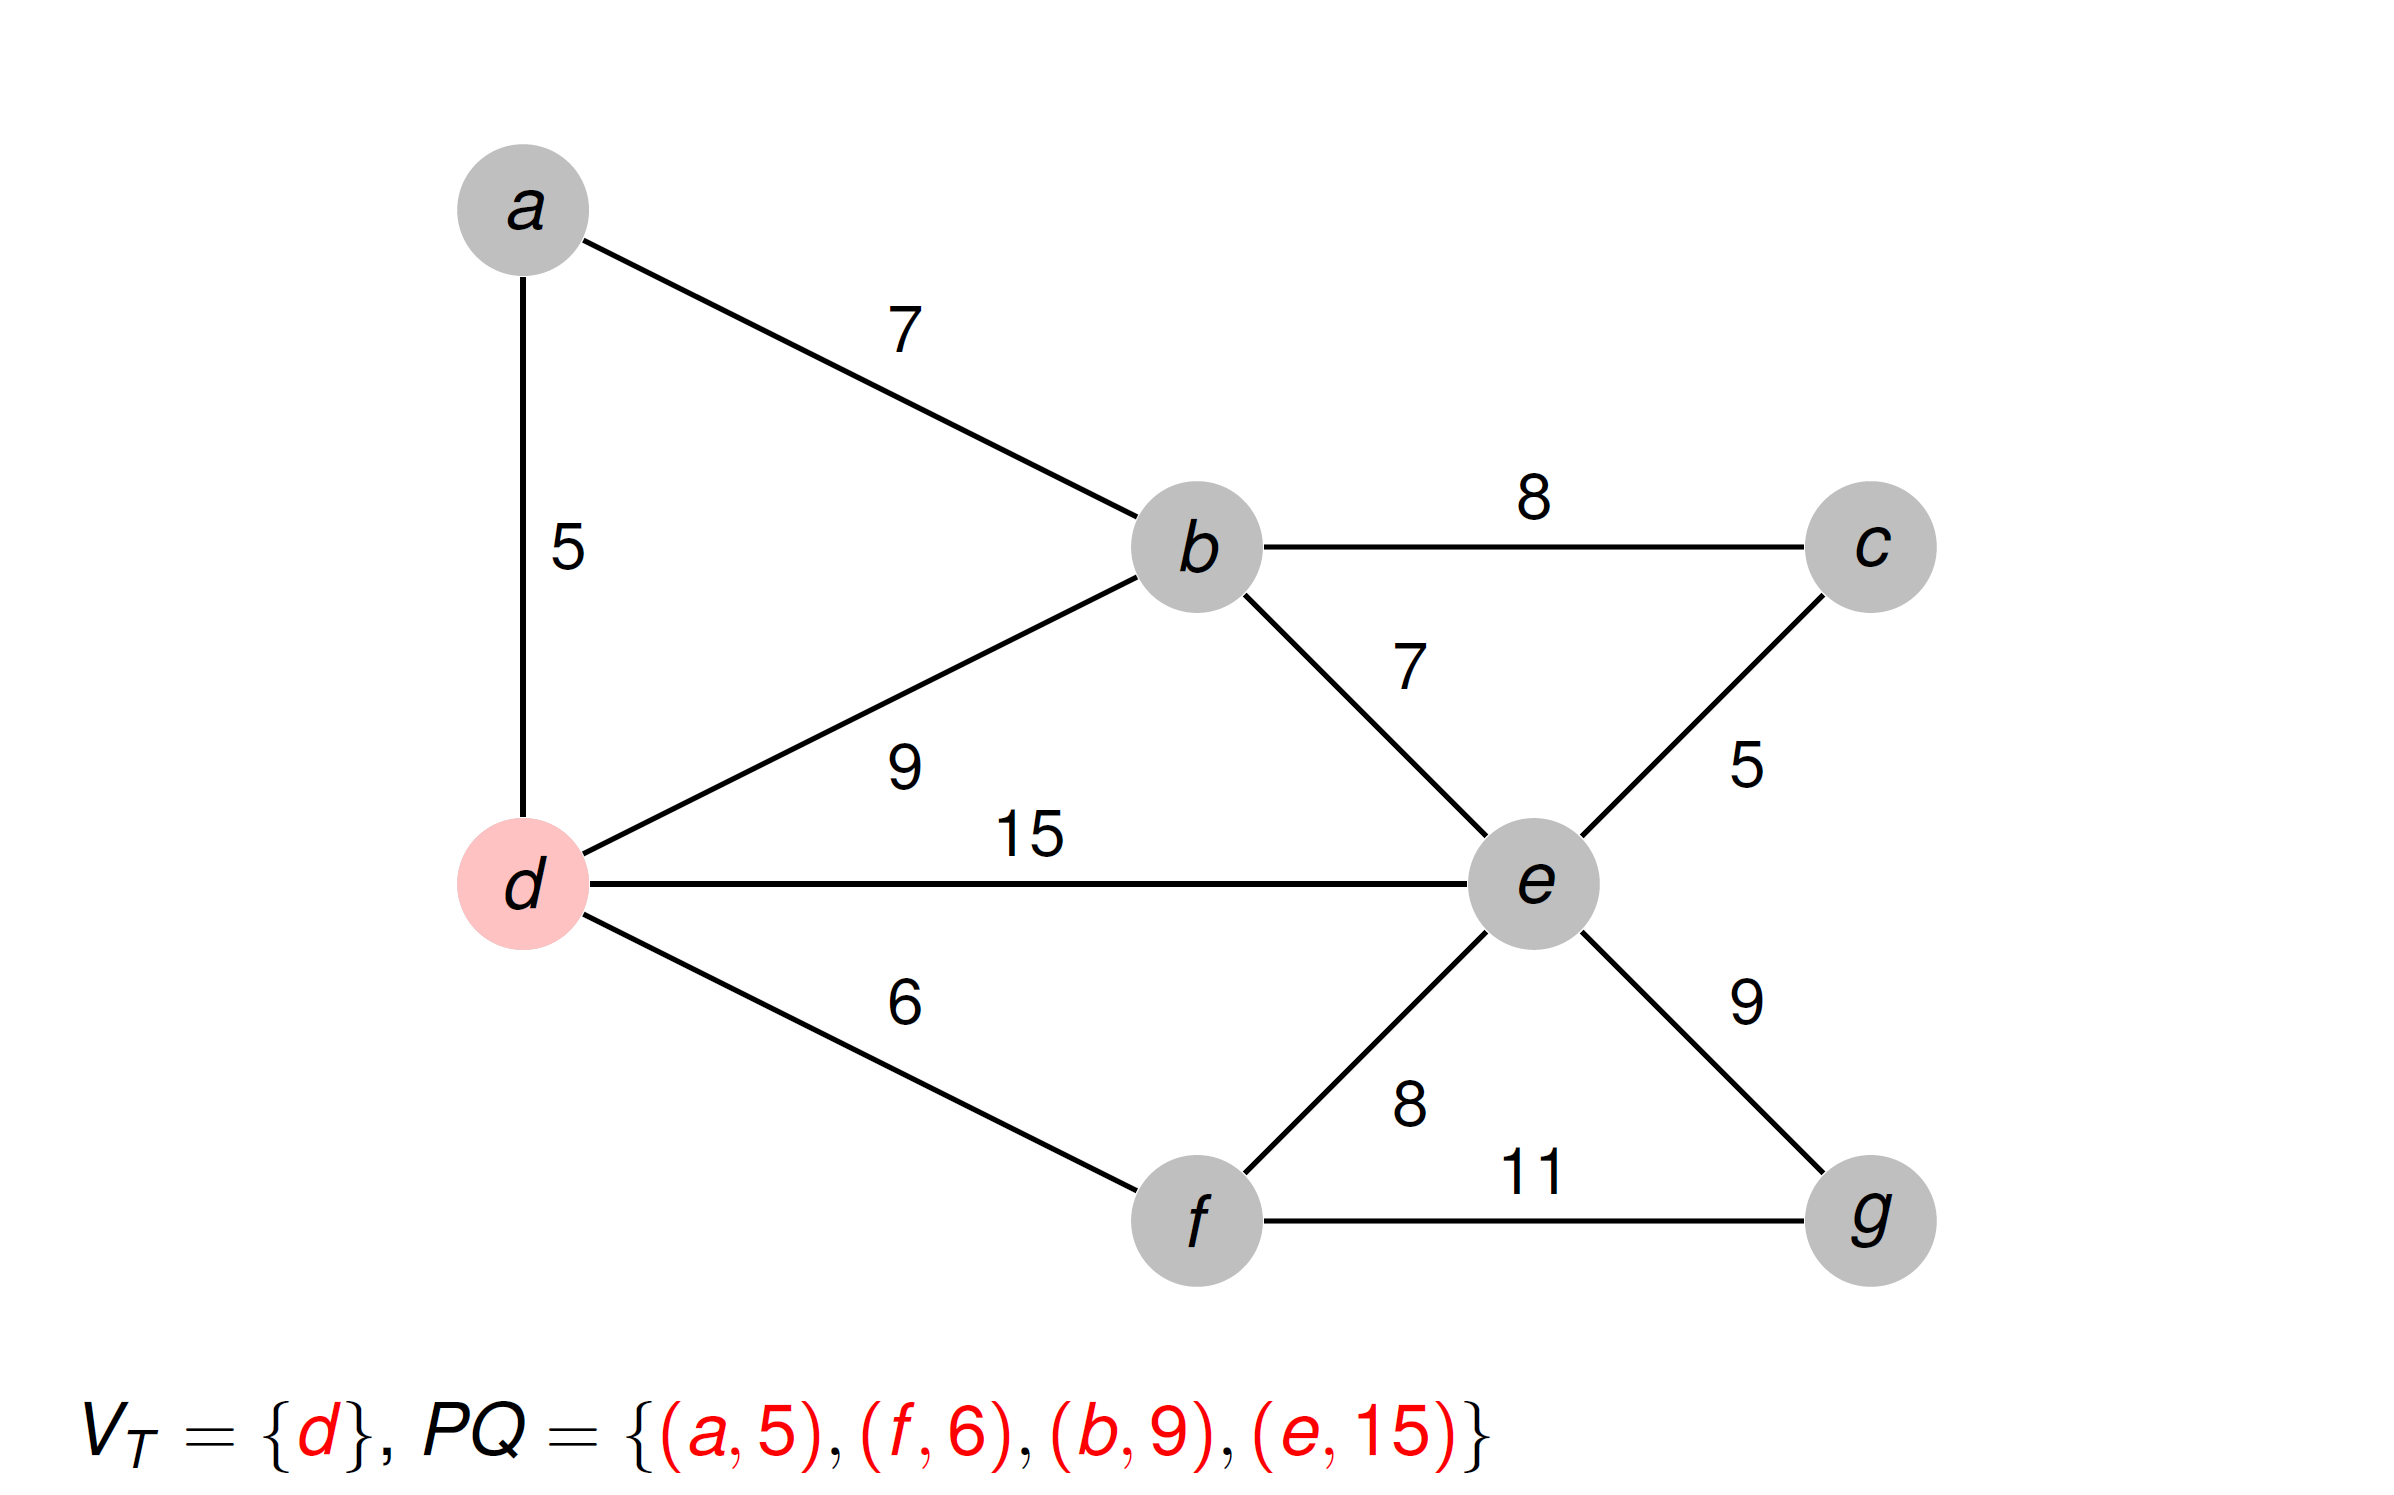 a
7
8
b
c
5
7
9
5
15
d
e
6
9
8
11
f
g
V_T = {d}, PQ = {(a, 5), (f, 6), (b, 9), (e, 15)}